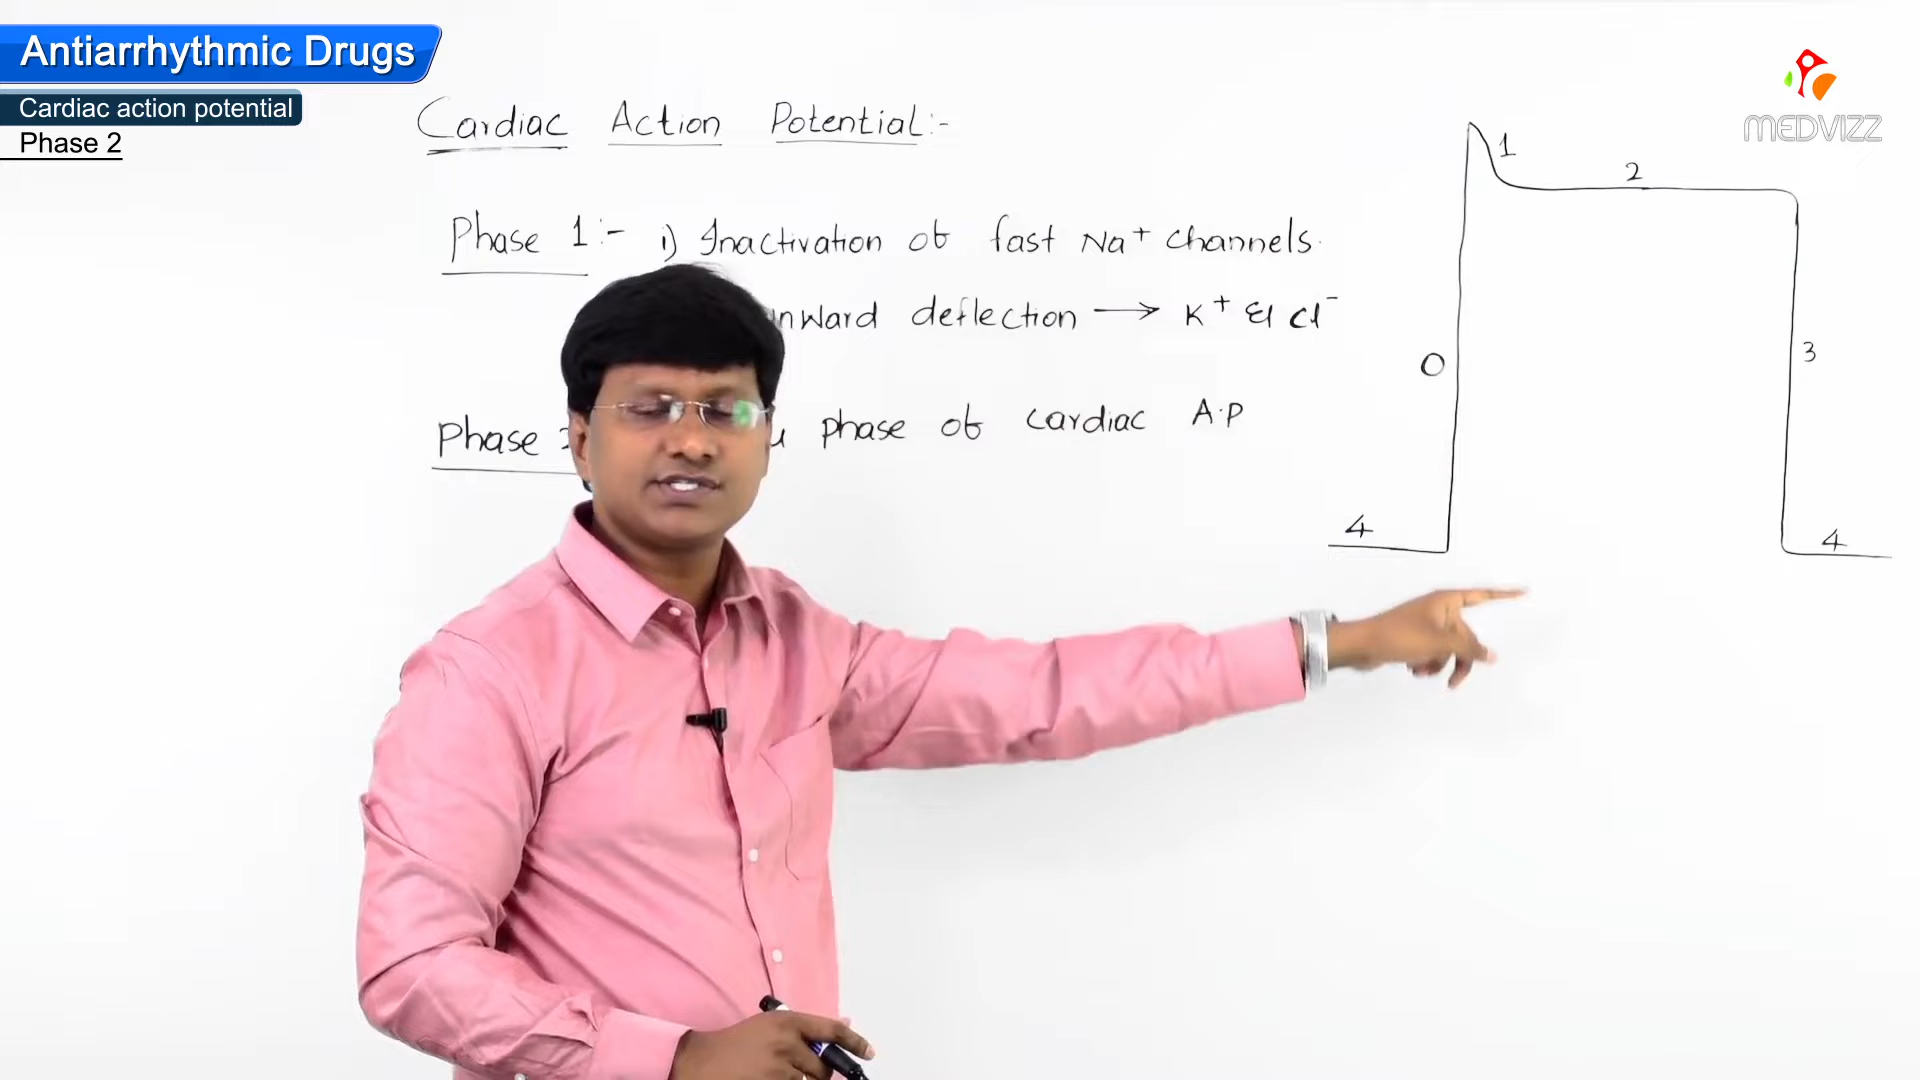 Antiarrhythmic Drugs
Cardiac action potential
Phase 2
MEDVIZZ
Cardiac Action Potential:-
Phase 1:- i) Inactivation of fast Na+ channels.
ward deflection → K+ & Cl-
Phase phase of cardiac A.P
1
2
0
3
4
4